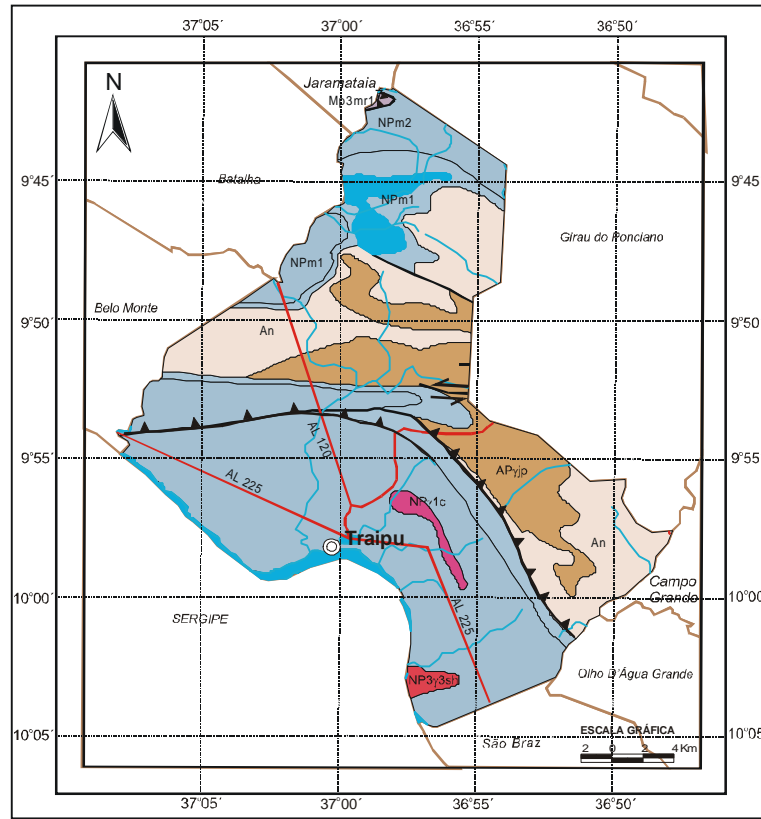 37°05' 37°00' 36°55' 36°50'
Jaramataia
Mp3mr1
N
NPm2
9°45' 9°45'
Batalha
NPm1
Girau do Ponciano
NPm1
Belo Monte
9°50' 9°50'
An
AL 120
9°55' 9°55'
AL 225
APγjp
NPγ1c
An
Traipu
Campo
Grande
10°00' 10°00'
SERGIPE
AL 225
Olho D'Água Grande
NP3γ3sh
ESCALA GRÁFICA
10°05' 10°05'
São Braz
2 0 2 4 Km
37°05' 37°00' 36°55' 36°50'